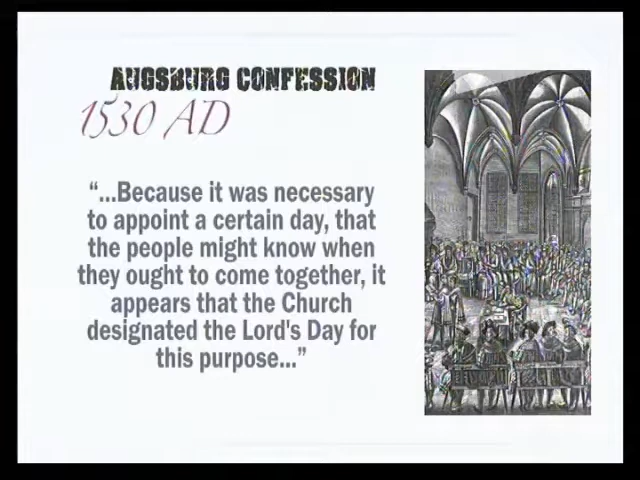 AUGSBURG CONFESSION
1530 AD
“...Because it was necessary
to appoint a certain day, that
the people might know when
they ought to come together, it
appears that the Church
designated the Lord's Day for
this purpose...”